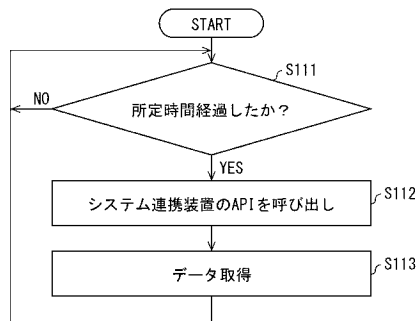 START
S111
所定時間経過したか？
NO
YES
S112
システム連携装置のAPIを呼び出し
S113
データ取得